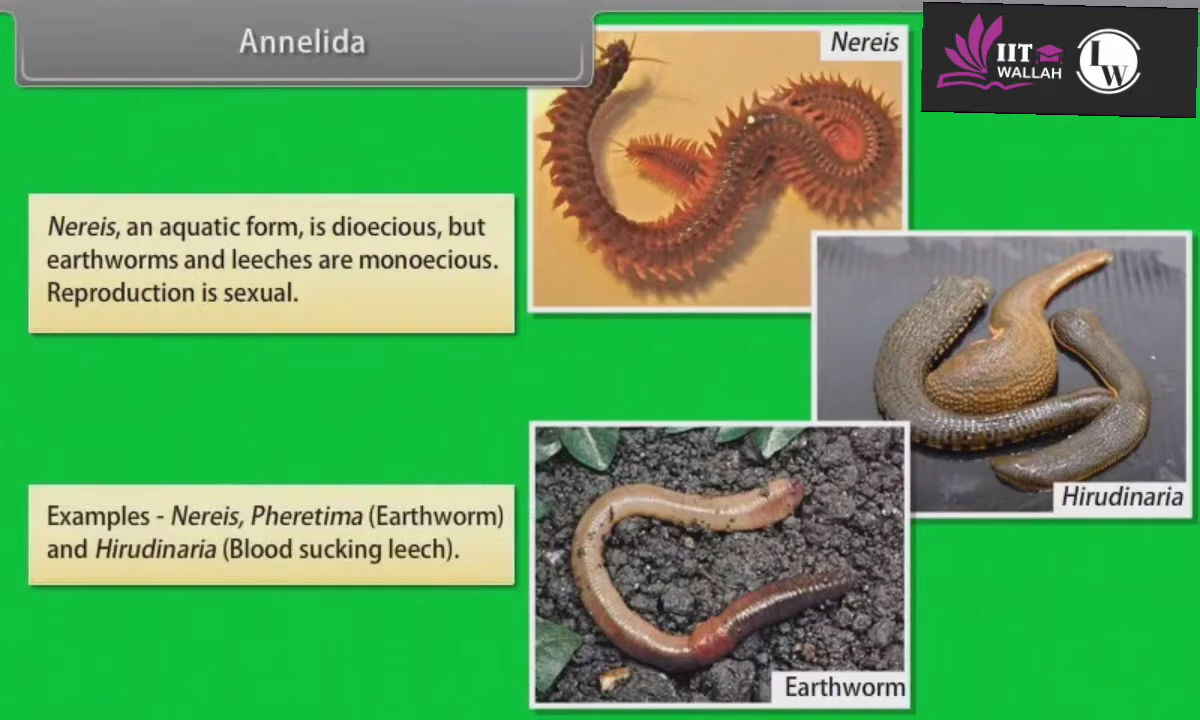 Annelida
Nereis
IIT
WALLAH
LW
Nereis, an aquatic form, is dioecious, but
earthworms and leeches are monoecious.
Reproduction is sexual.
Hirudinaria
Examples - Nereis, Pheretima (Earthworm)
and Hirudinaria (Blood sucking leech).
Earthworm